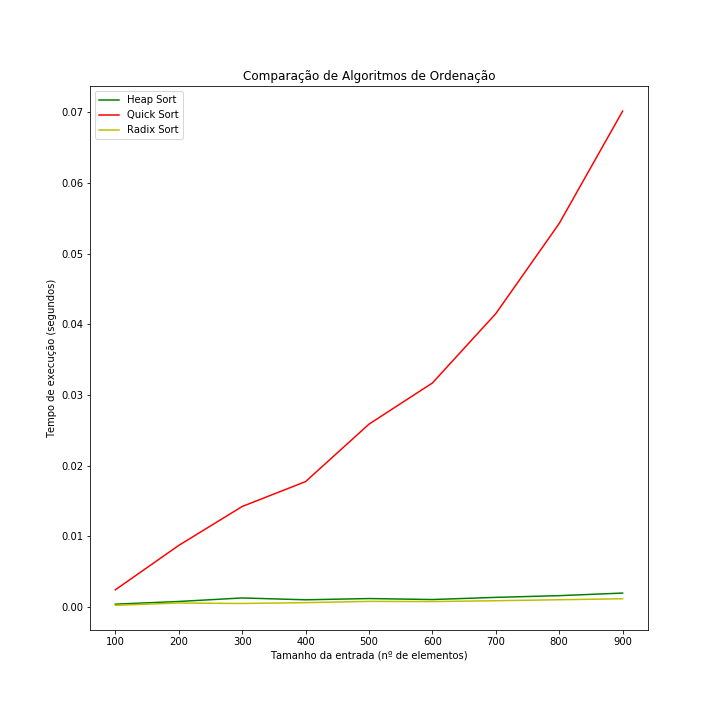 Comparação de Algoritmos de Ordenação
Heap Sort
Quick Sort
Radix Sort
0.07
0.06
0.05
0.04
0.03
0.02
0.01
0.00
Tempo de execução (segundos)
100 200 300 400 500 600 700 800 900
Tamanho da entrada (nº de elementos)